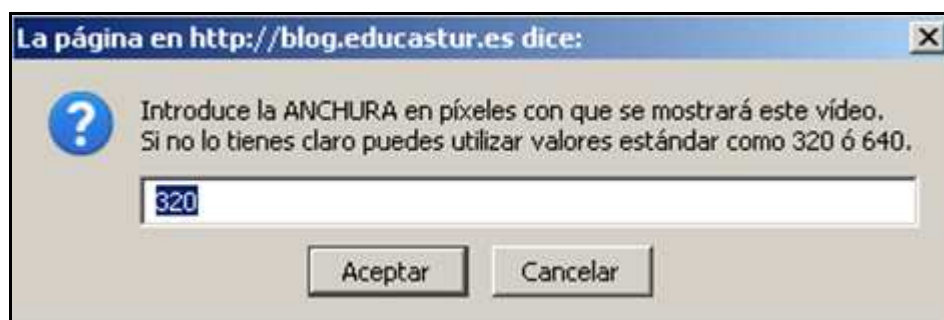 La página en http://blog.educastur.es dice:
Introduce la ANCHURA en píxeles con que se mostrará este vídeo.
Si no lo tienes claro puedes utilizar valores estándar como 320 ó 640.
320
Aceptar Cancelar